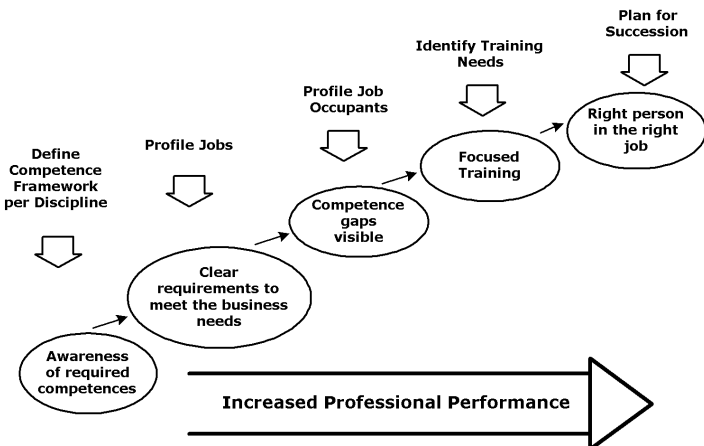 Define
Competence
Framework
per Discipline
Profile Jobs
Profile Job
Occupants
Identify Training
Needs
Plan for
Succession
Awareness
of required
competences
Clear
requirements to
meet the business
needs
Competence
gaps
visible
Focused
Training
Right person
in the right
job
Increased Professional Performance